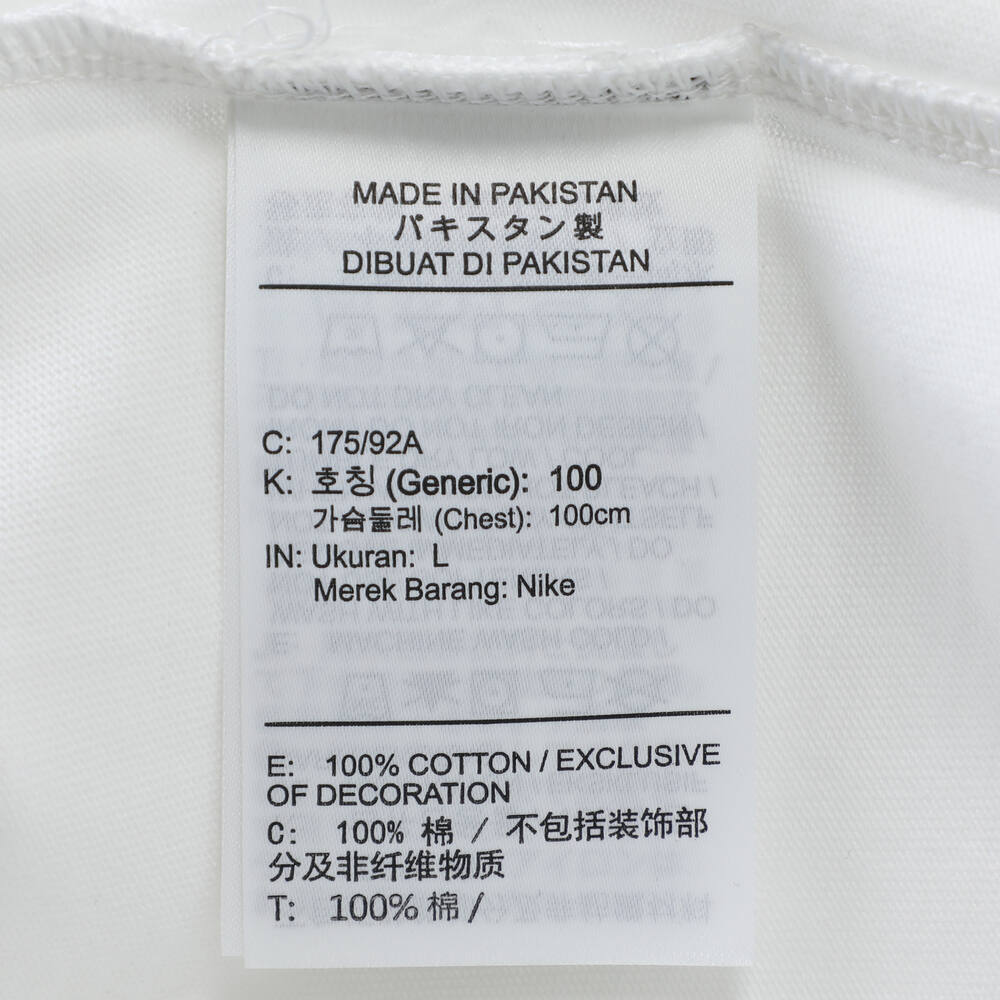 MADE IN PAKISTAN
パキスタン製
DIBUAT DI PAKISTAN
C: 175/92A
K: 호칭 (Generic): 100
가슴둘레 (Chest): 100cm
IN: Ukuran: L
Merek Barang: Nike
E: 100% COTTON / EXCLUSIVE
OF DECORATION
C: 100% 棉 / 不包括装饰部
分及非纤维物质
T: 100% 棉 /